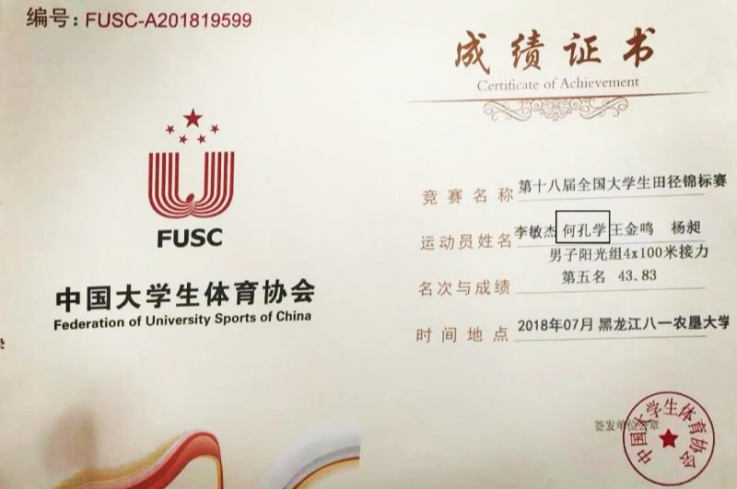 编号：FUSC-A201819599
FUSC
中国大学生体育协会
Federation of University Sports of China
成绩证书
Certificate of Achievement
竞赛名称 第十八届全国大学生田径锦标赛
运动员姓名 李敏杰 何孔学 王金鸣 杨昶
男子阳光组4x100米接力
名次与成绩 第五名 43.83
时间地点 2018年07月 黑龙江八一农垦大学
签发单位公章
中国大学生体育协会